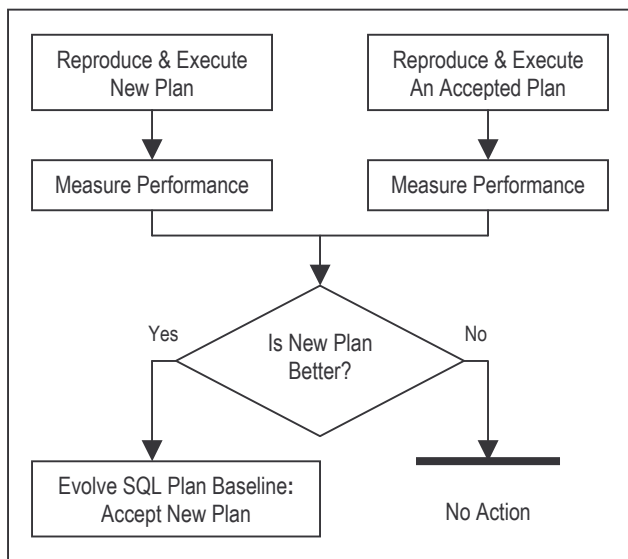 Reproduce & Execute
New Plan
Reproduce & Execute
An Accepted Plan
Measure Performance
Measure Performance
Yes
Is New Plan
Better?
No
Evolve SQL Plan Baseline:
Accept New Plan
No Action